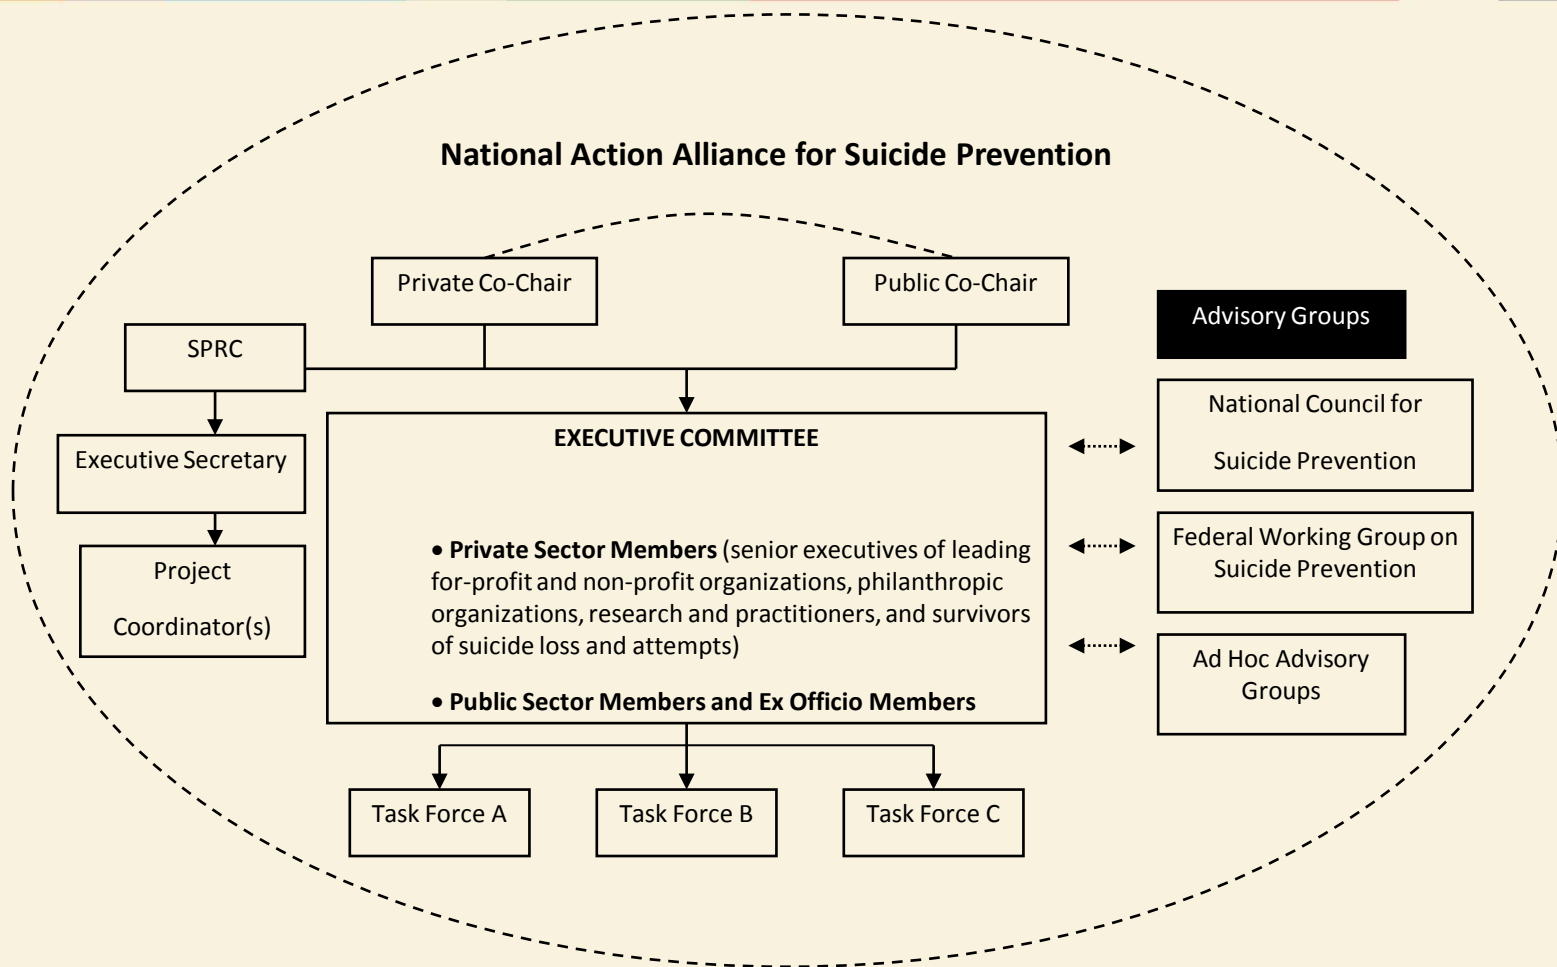 National Action Alliance for Suicide Prevention
Private Co-Chair
Public Co-Chair
Advisory Groups
SPRC
National Council for
Suicide Prevention
EXECUTIVE COMMITTEE
Executive Secretary
Federal Working Group on
Suicide Prevention
• Private Sector Members (senior executives of leading
for-profit and non-profit organizations, philanthropic
organizations, research and practitioners, and survivors
of suicide loss and attempts)
Project
Coordinator(s)
Ad Hoc Advisory
Groups
• Public Sector Members and Ex Officio Members
Task Force A
Task Force B
Task Force C